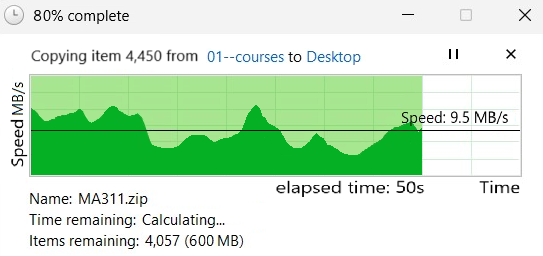 80% complete
Copying item 4,450 from 01--courses to Desktop
Speed: 9.5 MB/s
Speed MB/s
elapsed time: 50s Time
Name: MA311.zip
Time remaining: Calculating...
Items remaining: 4,057 (600 MB)